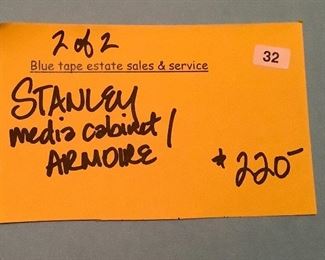 2 of 2
32
Blue tape estate sales & service
STANLEY
media cabinet /
ARMOIRE
$220-